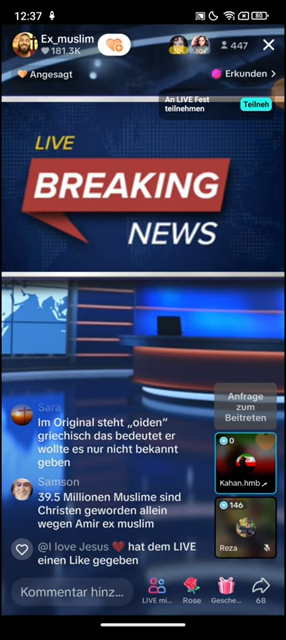 12:37
80
Ex_muslim
181.3K
447
Angesagt
Erkunden >
An LIVE Fest
teilnehmen
Teilneh
LIVE
BREAKING
NEWS
Sara
Im Original steht „oiden“
griechisch das bedeutet er
wollte es nur nicht bekannt
geben
Samson
39.5 Millionen Muslime sind
Christen geworden allein
wegen Amir ex muslim
@I love Jesus ❤️ hat dem LIVE
einen Like gegeben
Anfrage
zum
Beitreten
0
Kahan.hmb
146
Reza
Kommentar hinz...
LIVE mi...
Rose
Gesche...
68